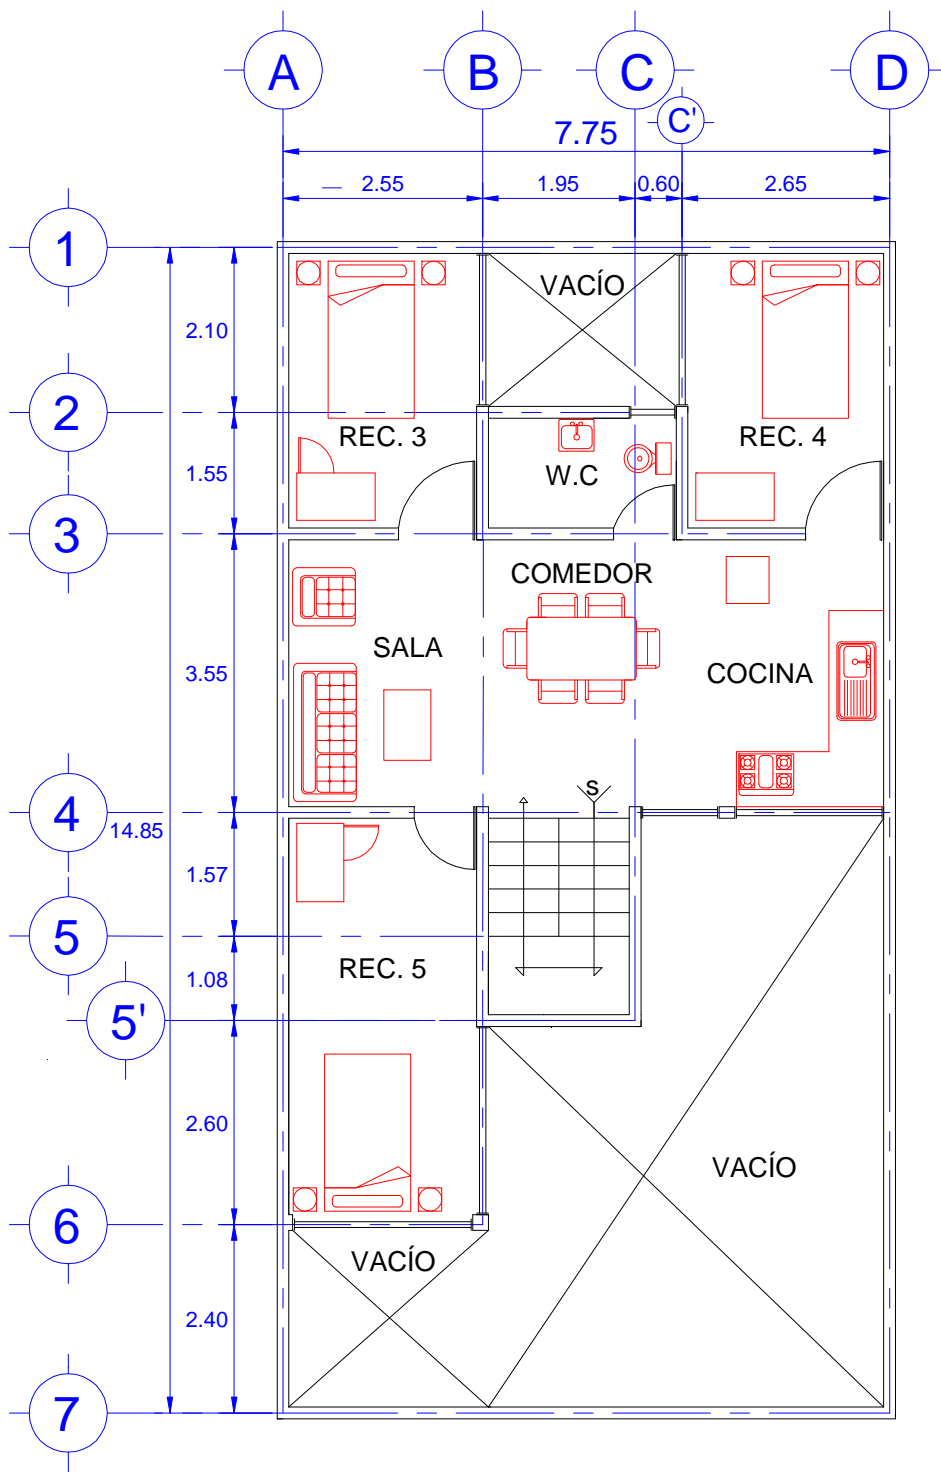 A B C D
C'
7.75
2.55 1.95 0.60 2.65
1
VACÍO
2.10
2
REC. 3 REC. 4
1.55 W.C
3
COMEDOR
SALA
3.55 COCINA
S
4
14.85
1.57
5
REC. 5
1.08
5'
2.60
VACÍO
6
VACÍO
2.40
7